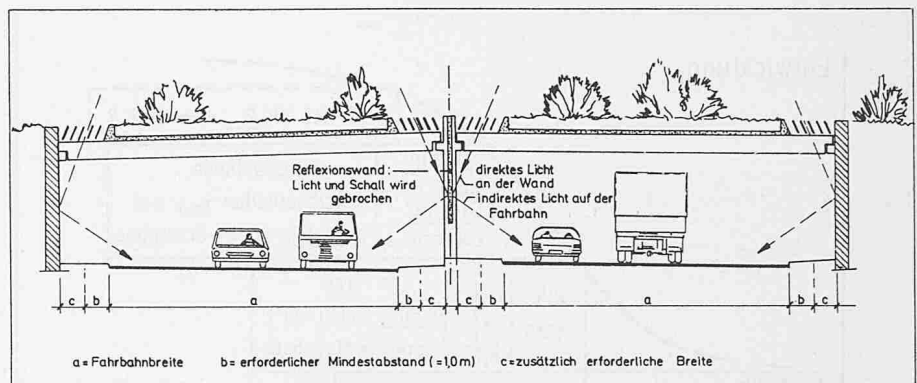 Reflexionswand:
Licht und Schall wird
gebrochen
direktes Licht
an der Wand
indirektes Licht auf der
Fahrbahn
c b a b c c b a b c
a = Fahrbahnbreite b = erforderlicher Mindestabstand (=1,0m) c = zusätzlich erforderliche Breite